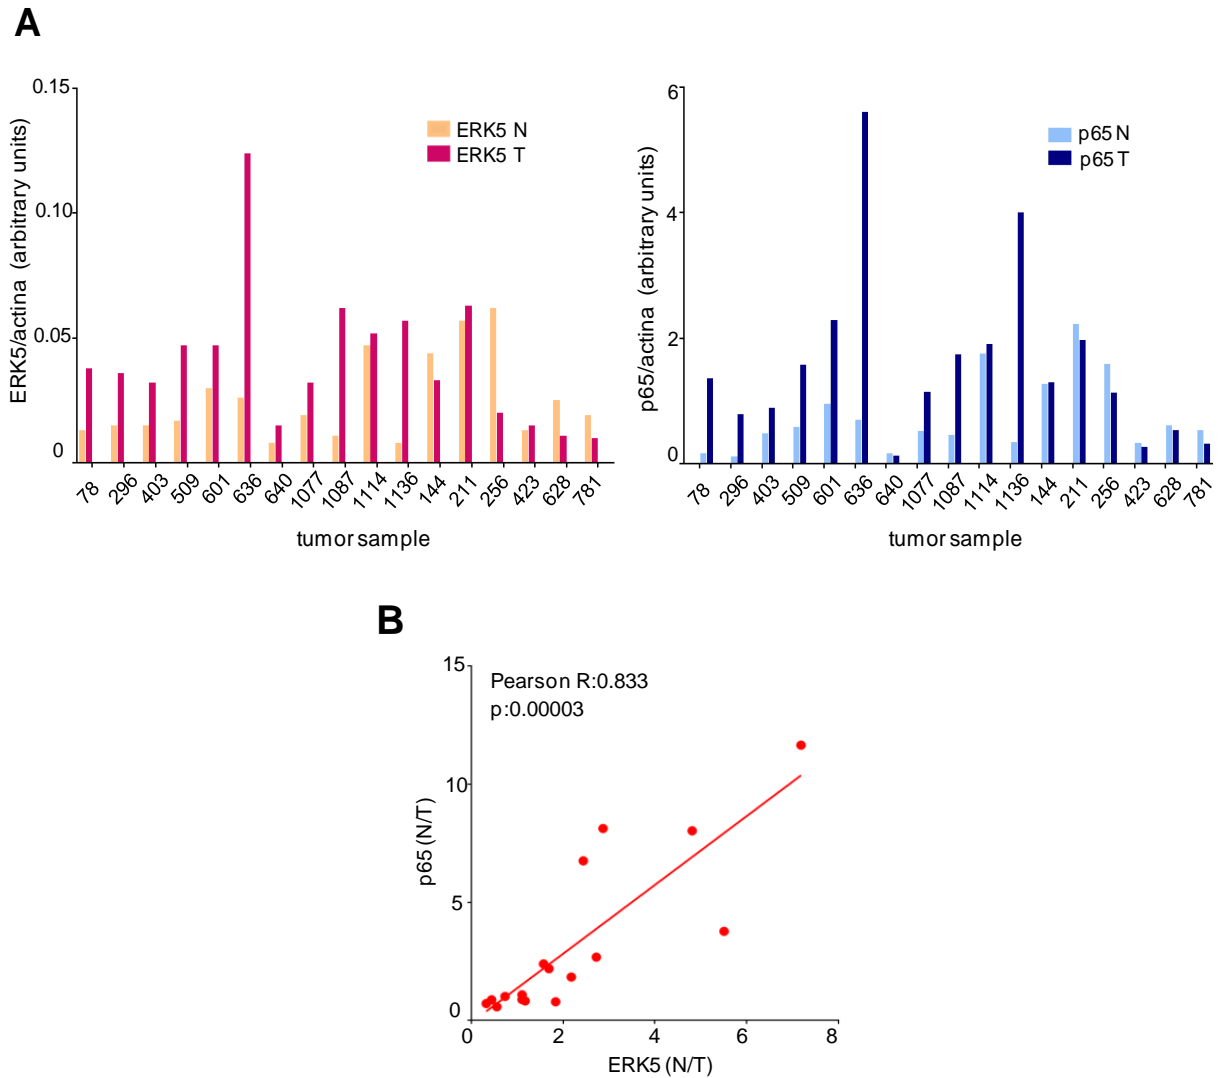 A
ERK5/actina (arbitrary units)
0.15
0.10
0.05
0
ERK5 N
ERK5 T
78 296 403 509 601 636 640 1077 1087 1114 1136 144 211 256 423 628 781
tumor sample
p65/actina (arbitrary units)
6
4
2
0
p65 N
p65 T
78 296 403 509 601 636 640 1077 1087 1114 1136 144 211 256 423 628 781
tumor sample
B
p65 (N/T)
15
10
5
0
Pearson R:0.833
p:0.00003
0 2 4 6 8
ERK5 (N/T)